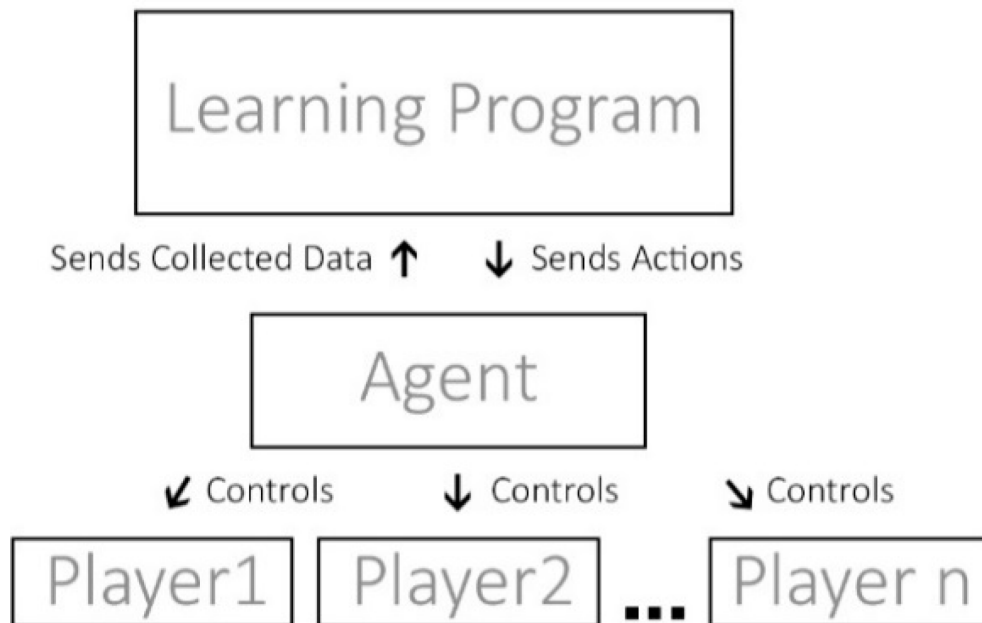 Learning Program
Sends Collected Data ↑ ↓ Sends Actions
Agent
↙ Controls ↓ Controls ↘ Controls
Player1 Player2 ... Player n